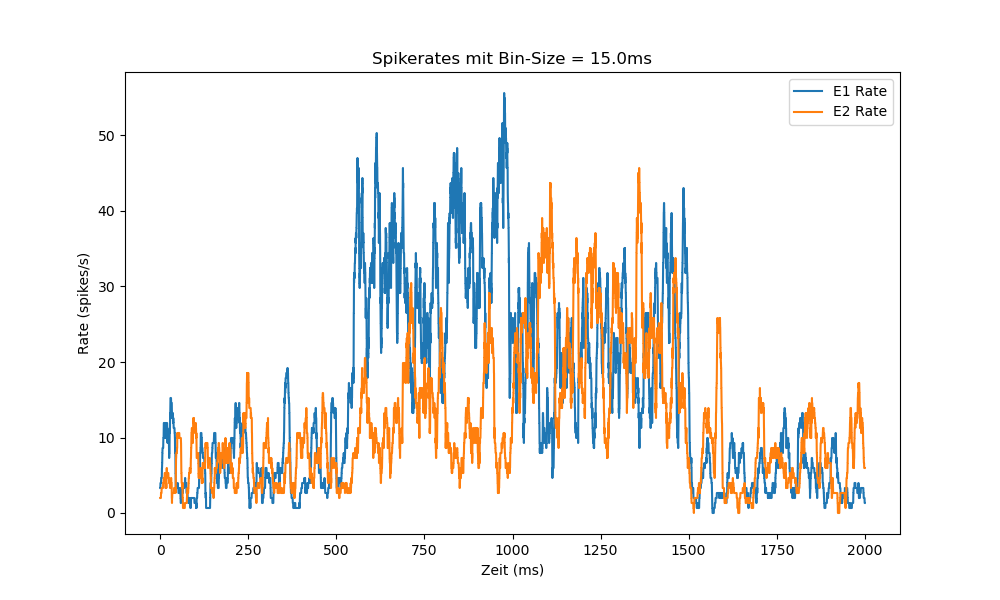 Spikerates mit Bin-Size = 15.0ms
E1 Rate
E2 Rate
50
40
30
20
10
0
Rate (spikes/s)
0 250 500 750 1000 1250 1500 1750 2000
Zeit (ms)